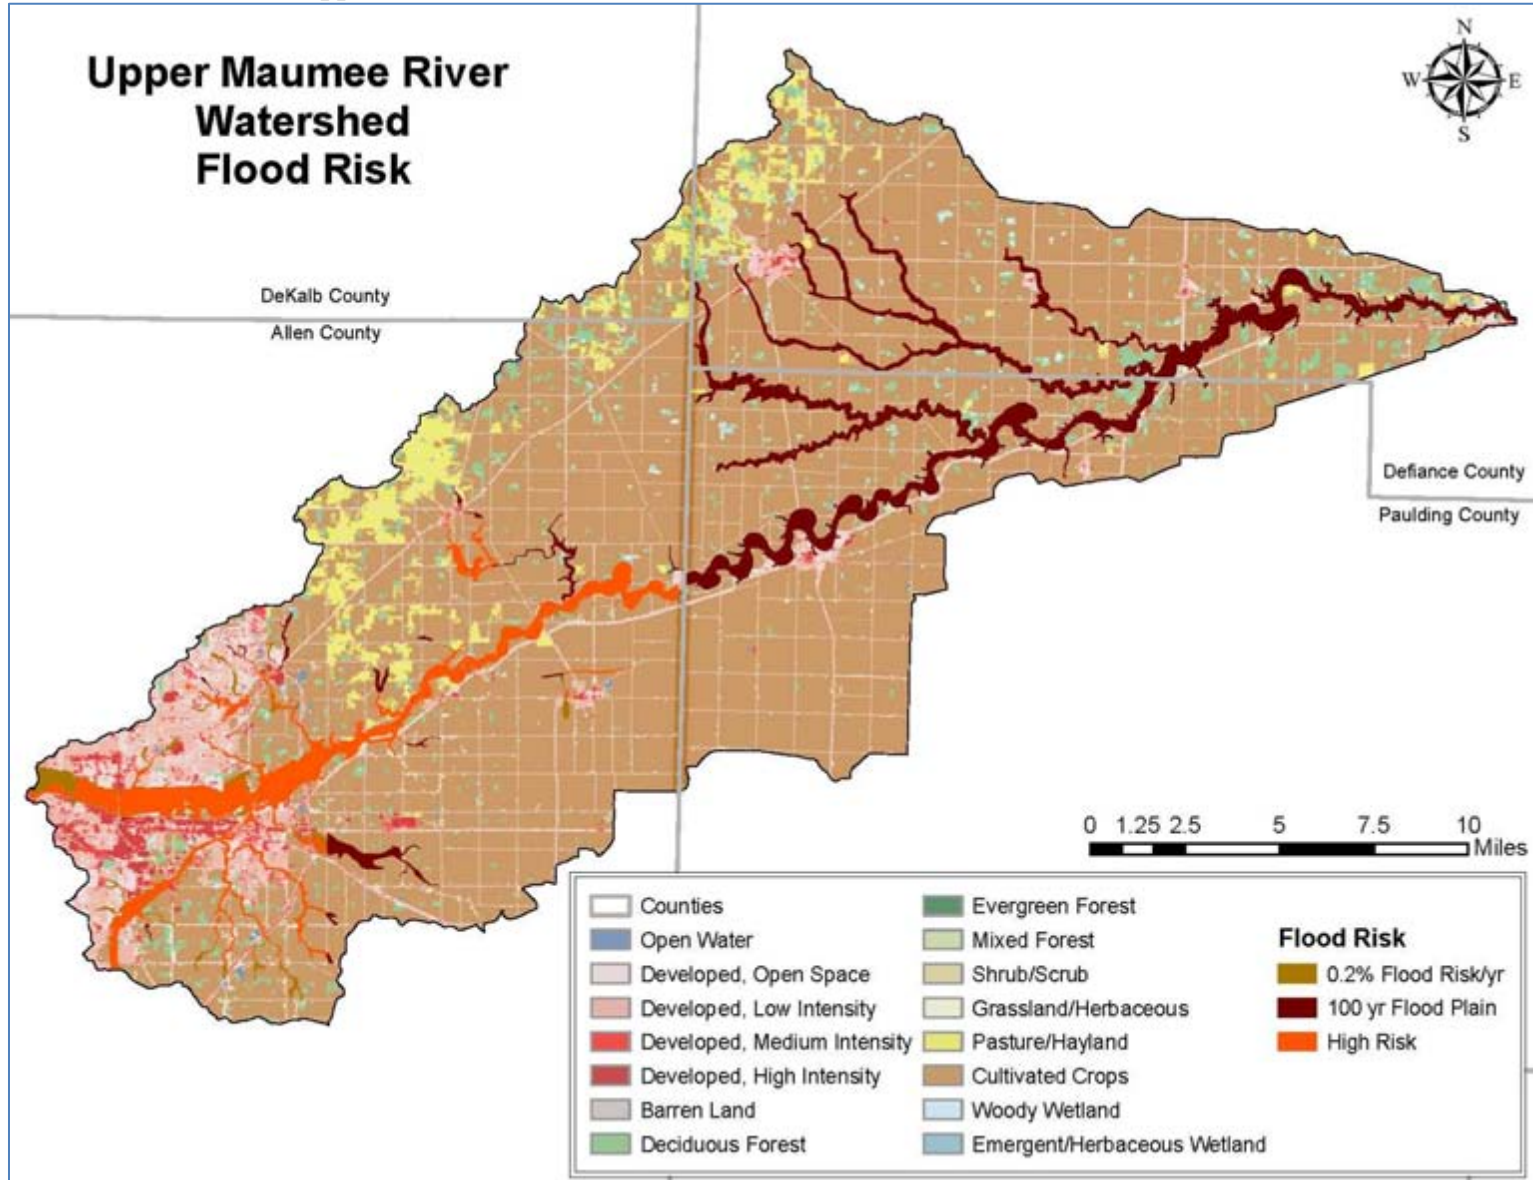 Upper Maumee River
Watershed
Flood Risk
N
W
E
S
DeKalb County
Allen County
Defiance County
Paulding County
0 1.25 2.5 5 7.5 10
Miles
Counties
Open Water
Developed, Open Space
Developed, Low Intensity
Developed, Medium Intensity
Developed, High Intensity
Barren Land
Deciduous Forest
Evergreen Forest
Mixed Forest
Shrub/Scrub
Grassland/Herbaceous
Pasture/Hayland
Cultivated Crops
Woody Wetland
Emergent/Herbaceous Wetland
Flood Risk
0.2% Flood Risk/yr
100 yr Flood Plain
High Risk